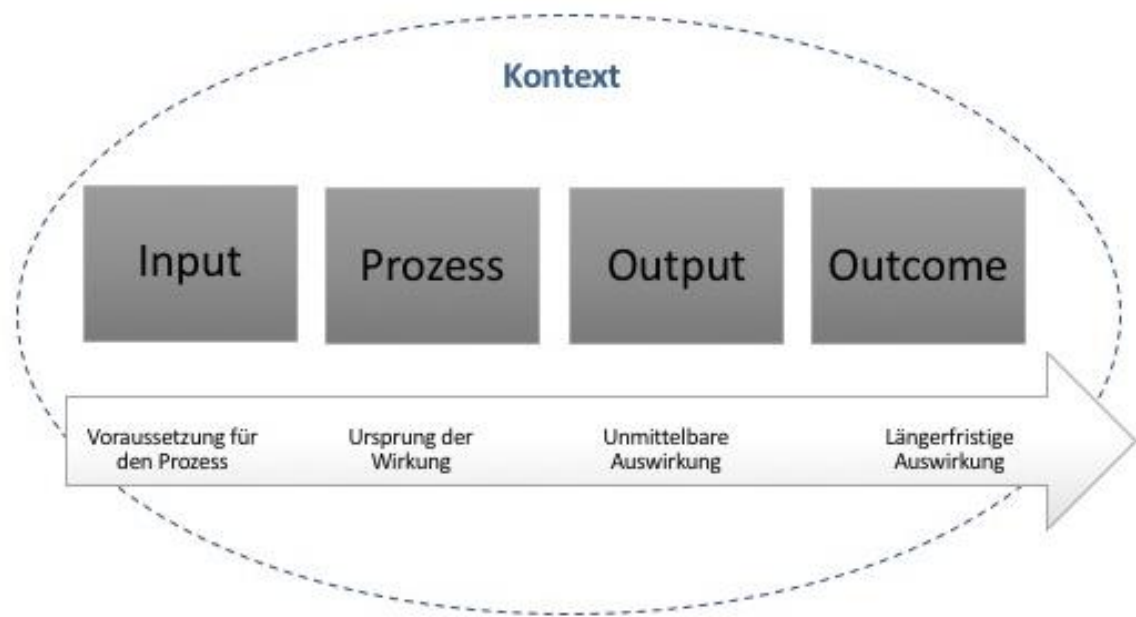 Kontext
Input
Prozess
Output
Outcome
Voraussetzung für
den Prozess
Ursprung der
Wirkung
Unmittelbare
Auswirkung
Längerfristige
Auswirkung